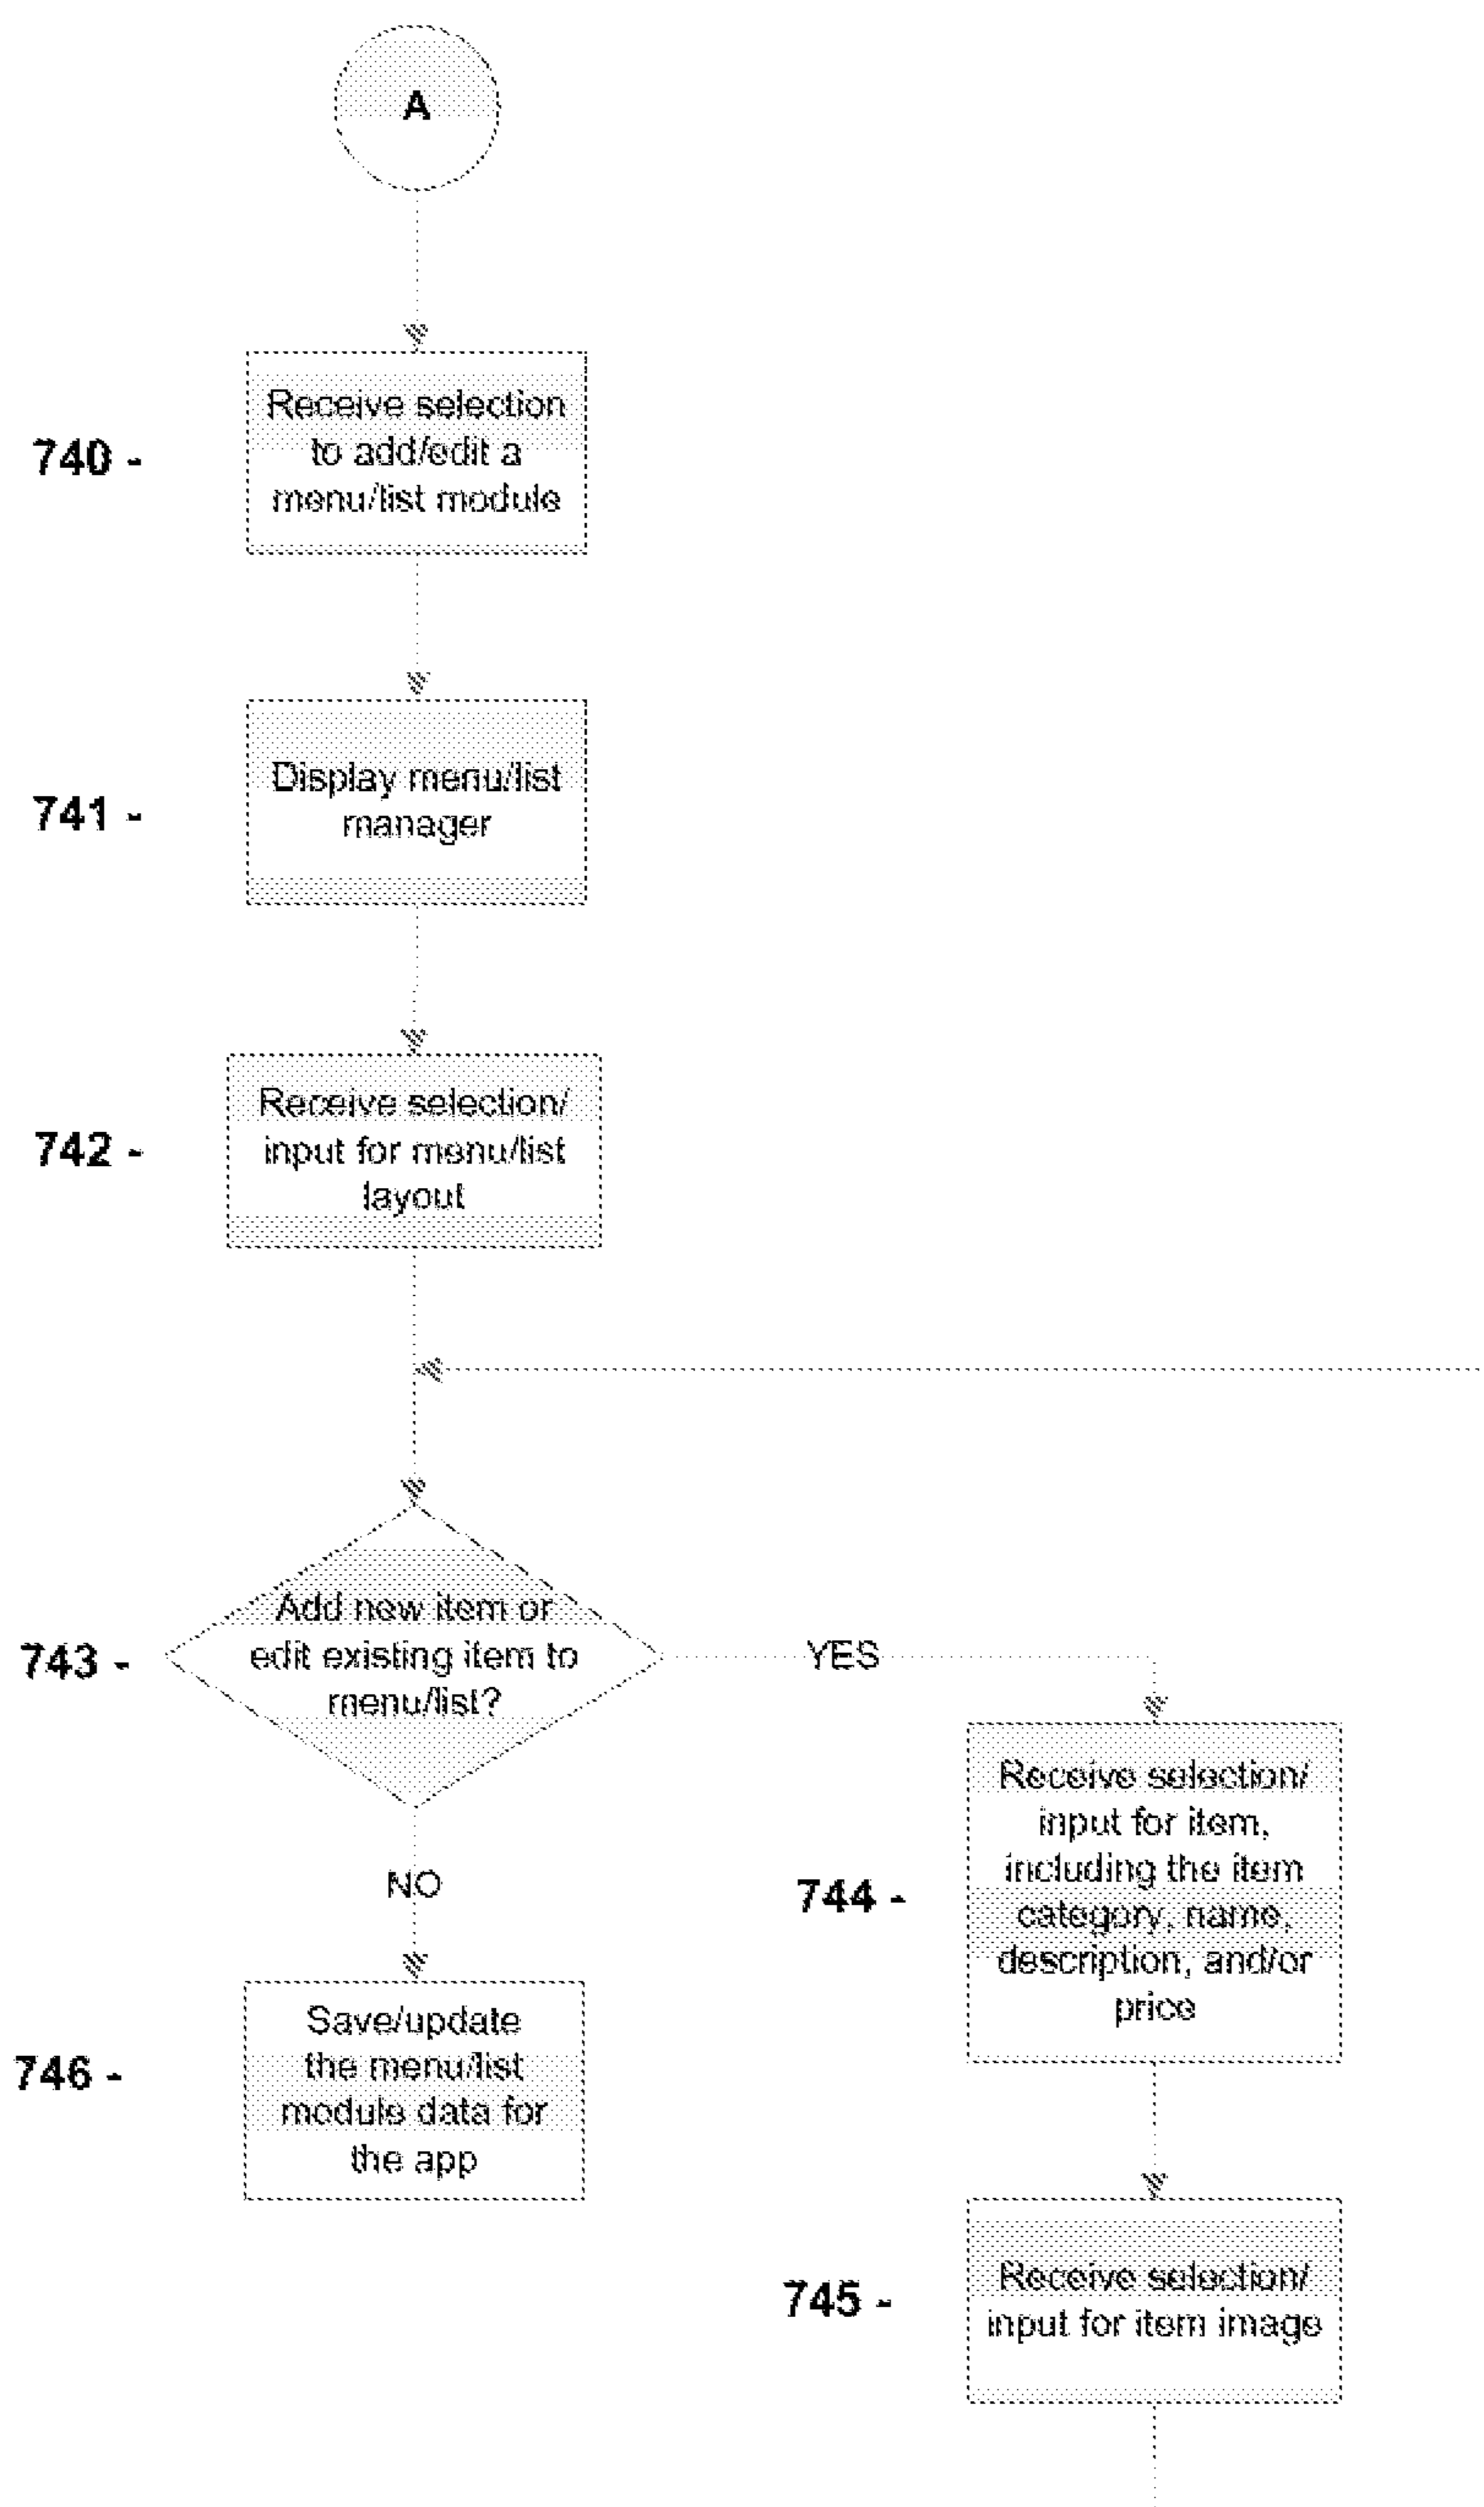 A
740 -
Receive selection
to add/edit a
menu/list module
741 -
Display menu/list
manager
742 -
Receive selection/
input for menu/list
layout
743 -
Add new item or
edit existing item to
menu/list?
YES
NO
744 -
Receive selection/
input for item,
including the item
category, name,
description, and/or
price
746 -
Save/update
the menu/list
module data for
the app
745 -
Receive selection/
input for item image